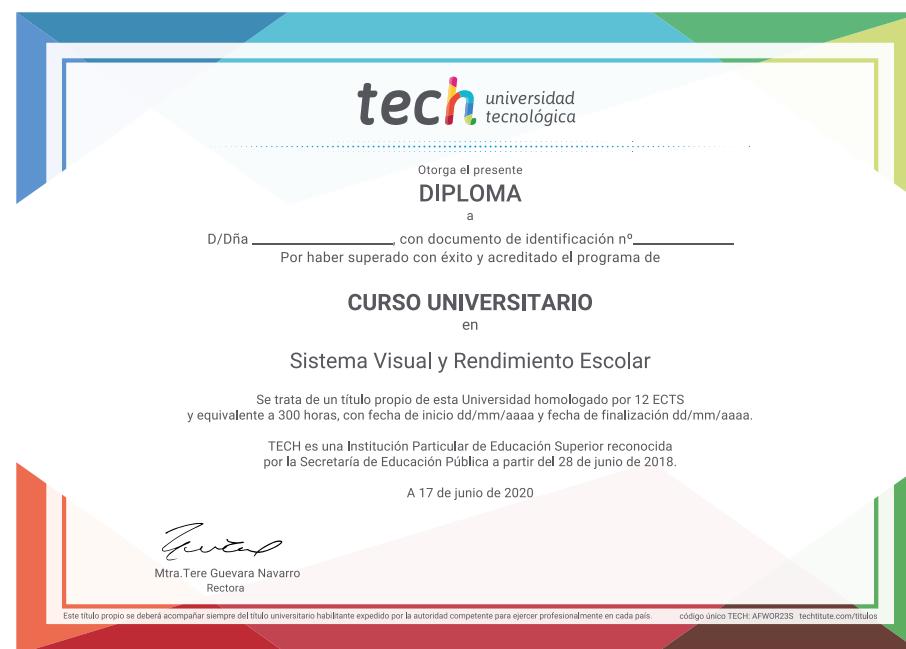 tech universidad
tecnológica
Otorga el presente
DIPLOMA
a
D/Dña ____________________, con documento de identificación nº______________
Por haber superado con éxito y acreditado el programa de
CURSO UNIVERSITARIO
en
Sistema Visual y Rendimiento Escolar
Se trata de un título propio de esta Universidad homologado por 12 ECTS
y equivalente a 300 horas, con fecha de inicio dd/mm/aaaa y fecha de finalización dd/mm/aaaa.
TECH es una Institución Particular de Educación Superior reconocida
por la Secretaría de Educación Pública a partir del 28 de junio de 2018.
A 17 de junio de 2020
Mtra.Tere Guevara Navarro
Rectora
Este título propio se deberá acompañar siempre del título universitario habilitante expedido por la autoridad competente para ejercer profesionalmente en cada país. código único TECH: AFWOR23S techtitute.com/titulos